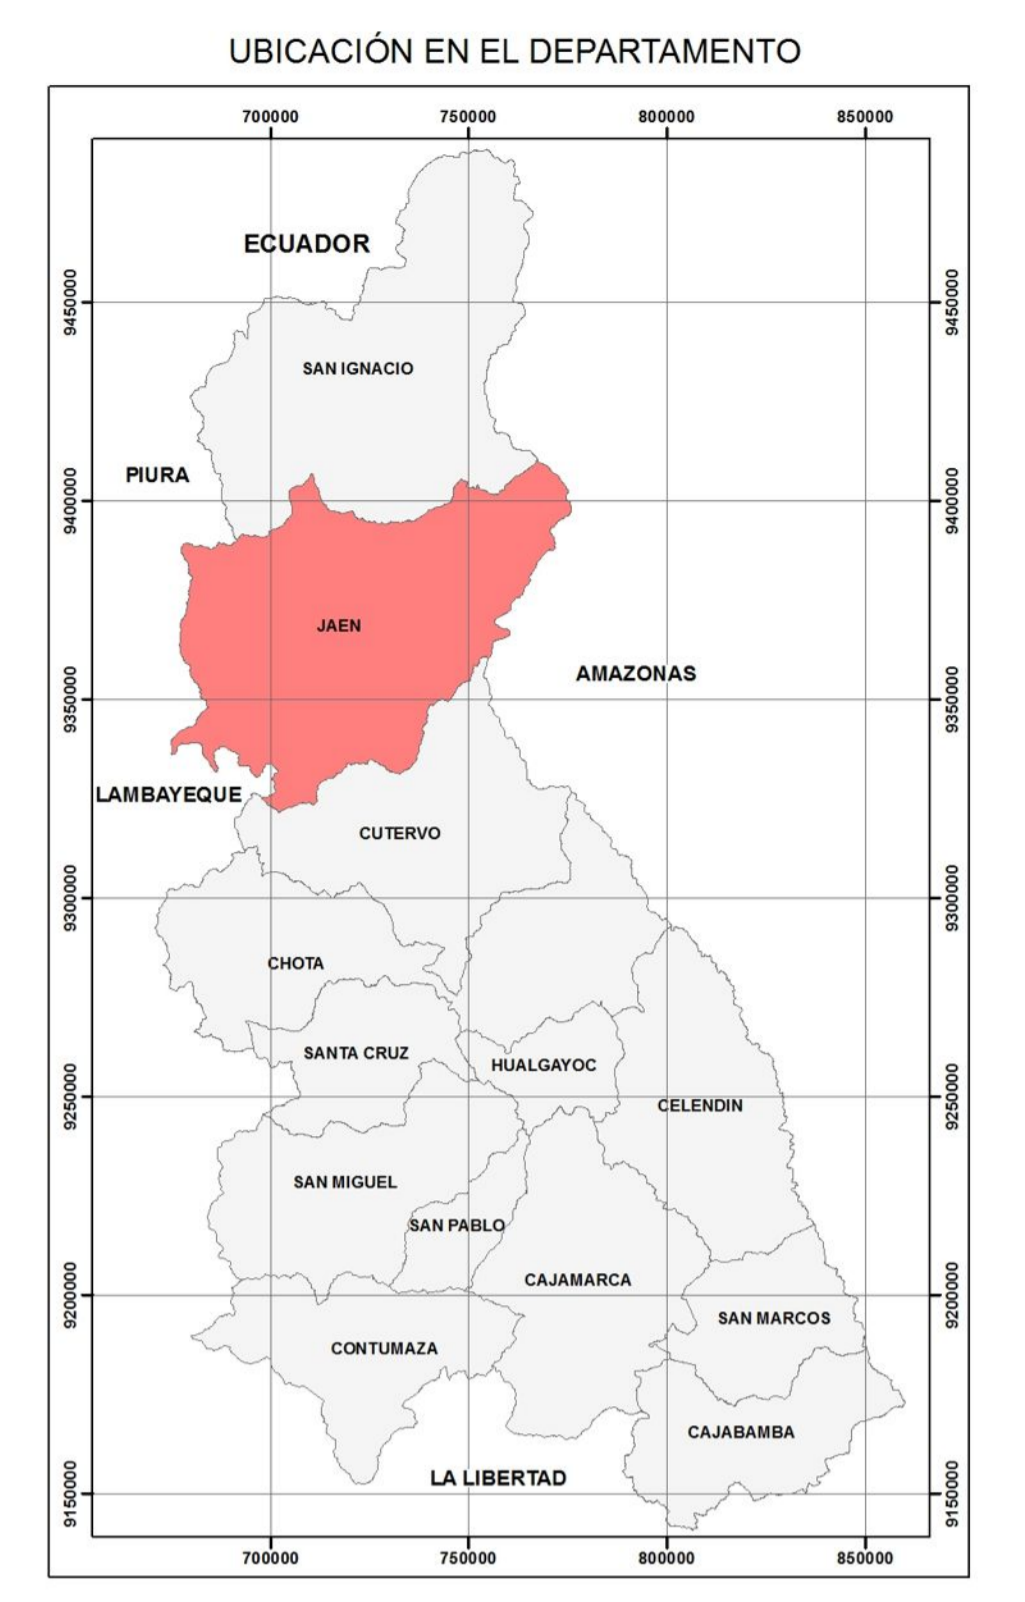 UBICACIÓN EN EL DEPARTAMENTO
700000 750000 800000 850000
ECUADOR
9450000 9450000
SAN IGNACIO
PIURA
9400000 9400000
JAEN
AMAZONAS
9350000 9350000
LAMBAYEQUE
CUTERVO
9300000 9300000
CHOTA
SANTA CRUZ
HUALGAYOC
9250000 9250000
CELENDIN
SAN MIGUEL
SAN PABLO
CAJAMARCA
9200000 9200000
SAN MARCOS
CONTUMAZA
CAJABAMBA
LA LIBERTAD
9150000 9150000
700000 750000 800000 850000